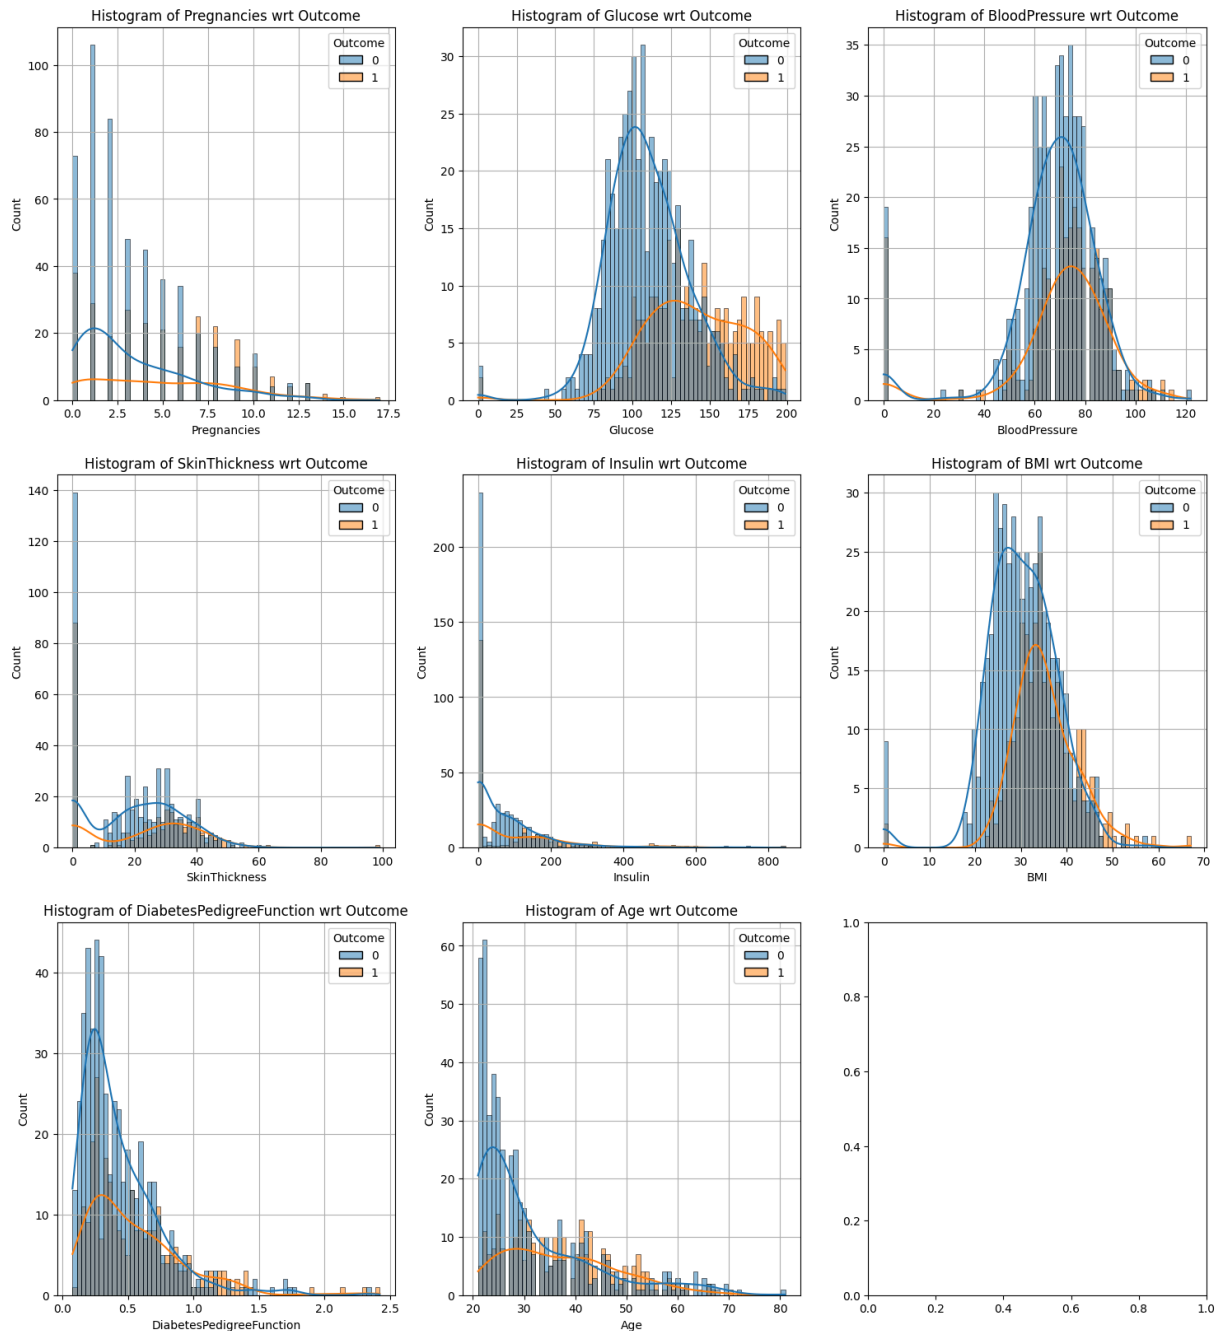 Histogram of Pregnancies wrt Outcome
Outcome
0
1
100
80
60
40
20
0
Count
0.0 2.5 5.0 7.5 10.0 12.5 15.0 17.5
Pregnancies
Histogram of Glucose wrt Outcome
Outcome
0
1
30
25
20
15
10
5
0
Count
0 25 50 75 100 125 150 175 200
Glucose
Histogram of BloodPressure wrt Outcome
Outcome
0
1
35
30
25
20
15
10
5
0
Count
0 20 40 60 80 100 120
BloodPressure
Histogram of SkinThickness wrt Outcome
Outcome
0
1
140
120
100
80
60
40
20
0
Count
0 20 40 60 80 100
SkinThickness
Histogram of Insulin wrt Outcome
Outcome
0
1
200
150
100
50
0
Count
0 200 400 600 800
Insulin
Histogram of BMI wrt Outcome
Outcome
0
1
30
25
20
15
10
5
0
Count
0 10 20 30 40 50 60 70
BMI
Histogram of DiabetesPedigreeFunction wrt Outcome
Outcome
0
1
40
30
20
10
0
Count
0.0 0.5 1.0 1.5 2.0 2.5
DiabetesPedigreeFunction
Histogram of Age wrt Outcome
Outcome
0
1
60
50
40
30
20
10
0
Count
20 30 40 50 60 70 80
Age
1.0
0.8
0.6
0.4
0.2
0.0
0.0 0.2 0.4 0.6 0.8 1.0